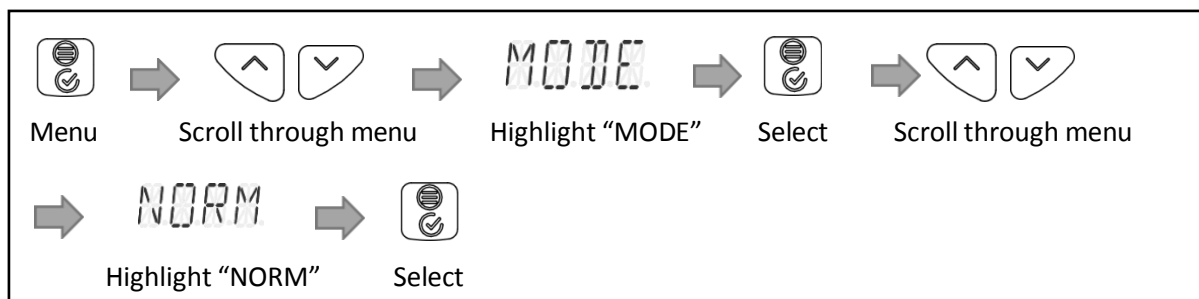 MODE
Menu Scroll through menu Highlight “MODE” Select Scroll through menu
NORM
Highlight “NORM” Select